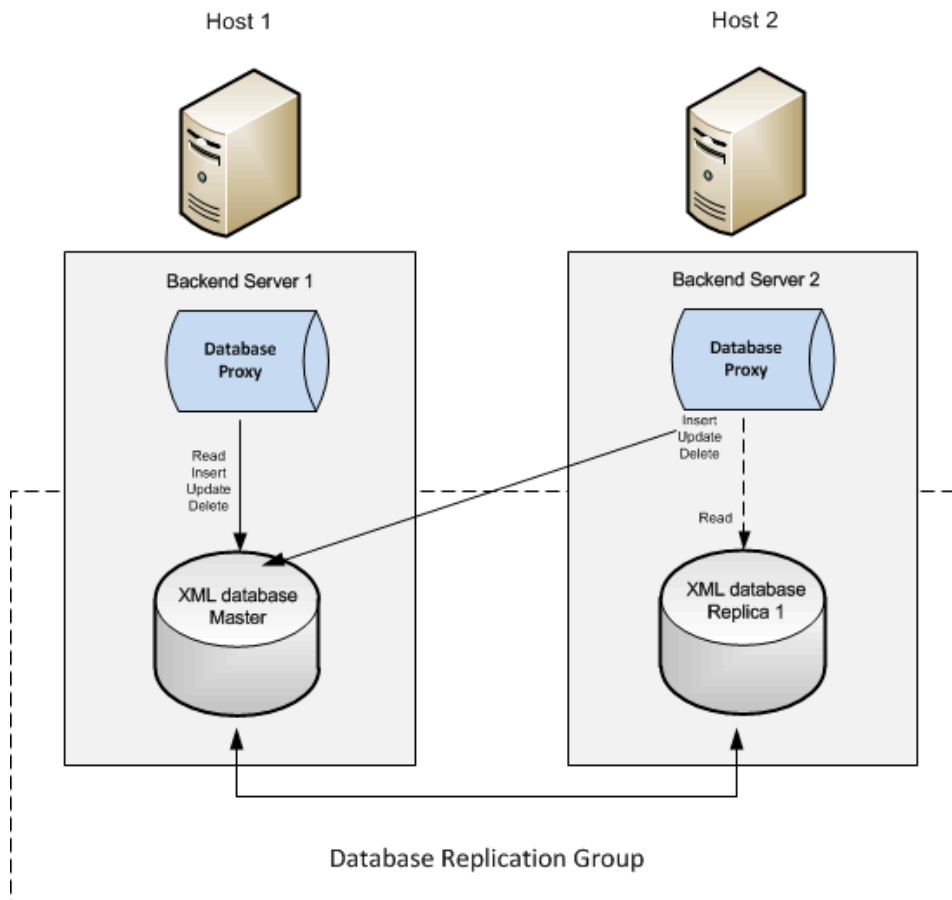 Host 1
Host 2
Backend Server 1
Backend Server 2
Database
Proxy
Database
Proxy
Read
Insert
Update
Delete
Insert
Update
Delete
Read
XML database
Master
XML database
Replica 1
Database Replication Group